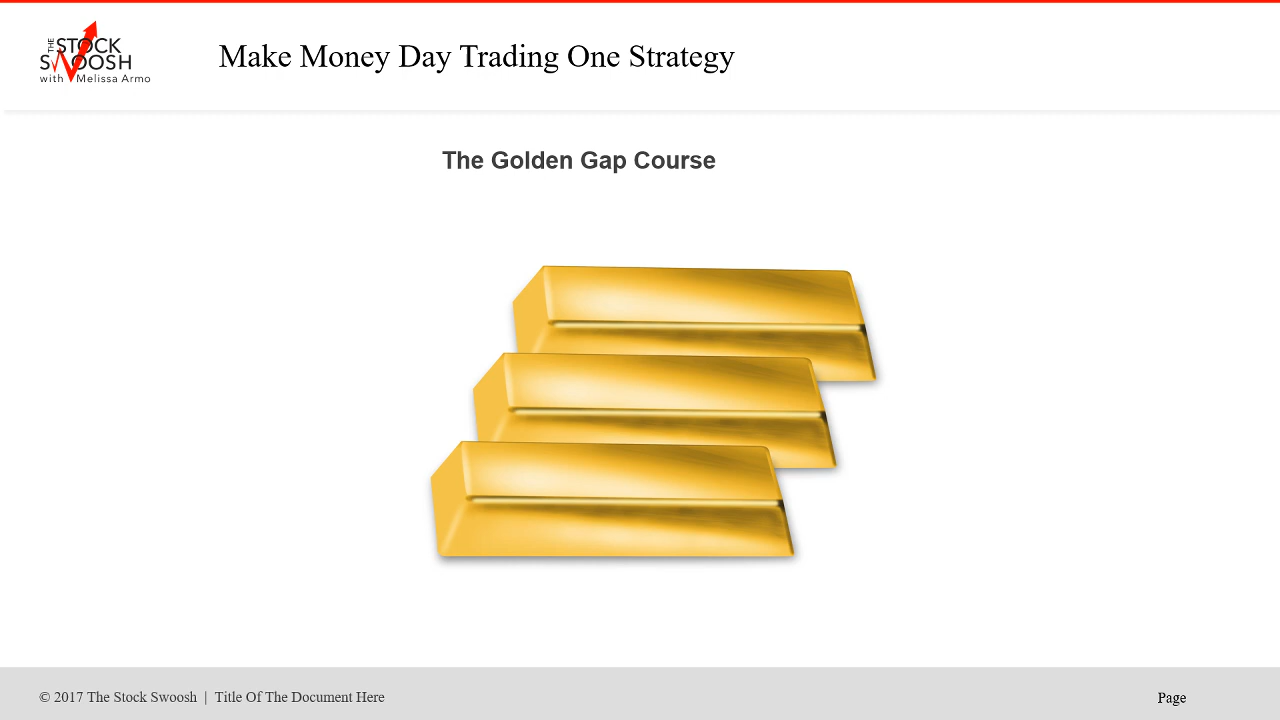 THE STOCK
SWOOSH
with Melissa Armo
Make Money Day Trading One Strategy
The Golden Gap Course
© 2017 The Stock Swoosh | Title Of The Document Here
Page